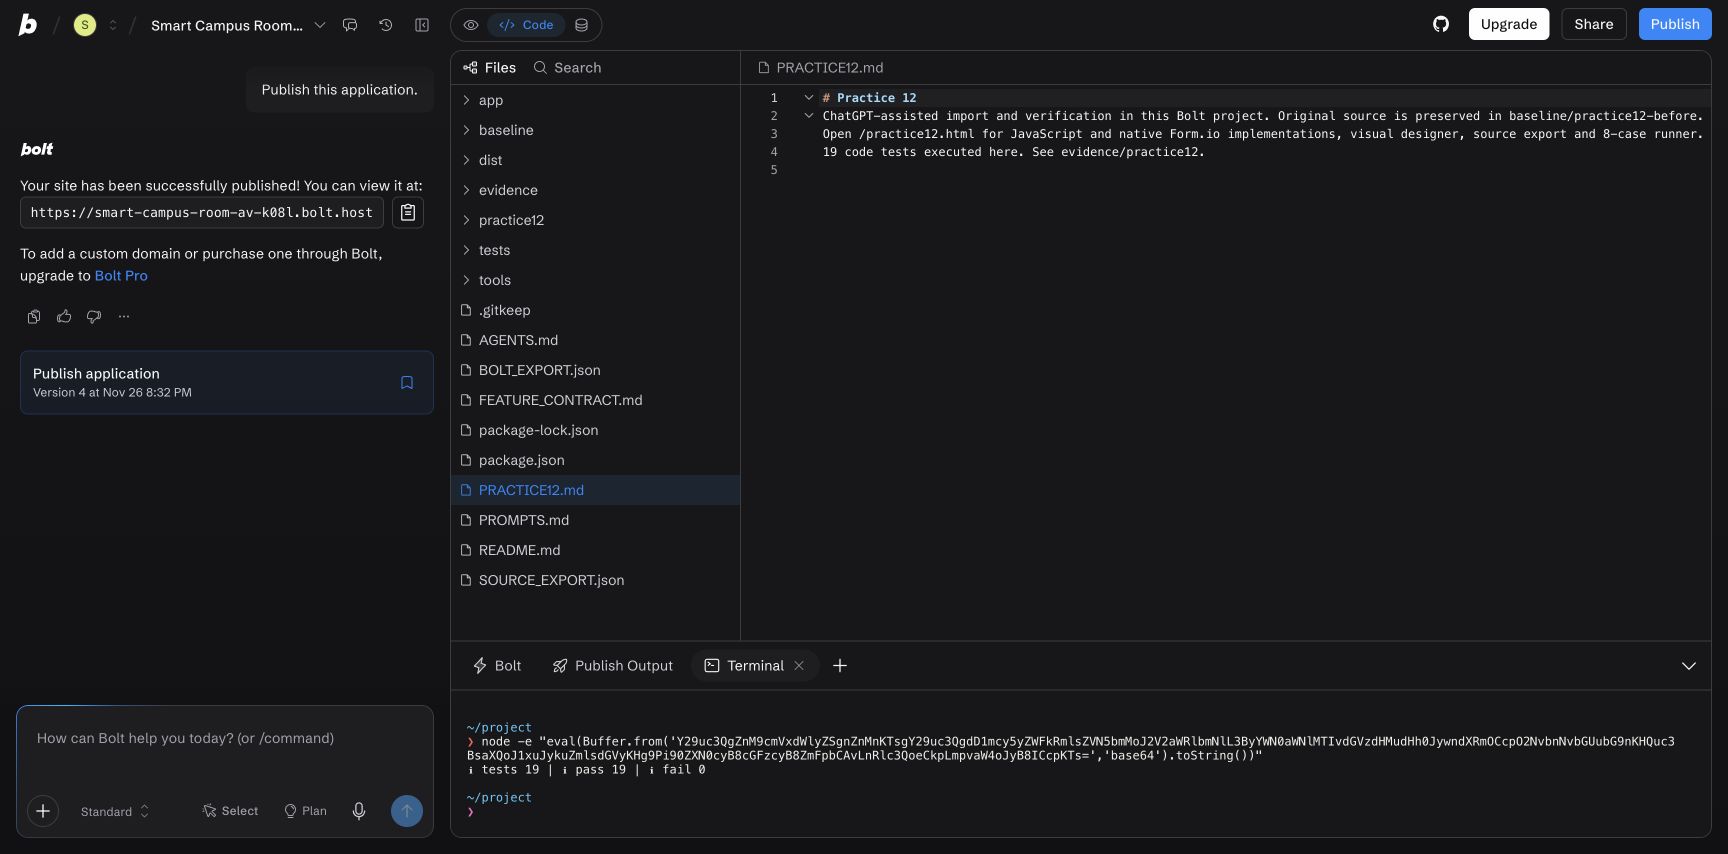 b / S / Smart Campus Room...
Code
Upgrade
Share
Publish
Publish this application.
bolt
Your site has been successfully published! You can view it at:
https://smart-campus-room-av-k08l.bolt.host
To add a custom domain or purchase one through Bolt,
upgrade to Bolt Pro
...
Publish application
Version 4 at Nov 26 8:32 PM
How can Bolt help you today? (or /command)
Standard
Select
Plan
Files
Search
app
baseline
dist
evidence
practice12
tests
tools
.gitkeep
AGENTS.md
BOLT_EXPORT.json
FEATURE_CONTRACT.md
package-lock.json
package.json
PRACTICE12.md
PROMPTS.md
README.md
SOURCE_EXPORT.json
PRACTICE12.md
1 # Practice 12
2 ChatGPT-assisted import and verification in this Bolt project. Original source is preserved in baseline/practice12-before.
3 Open /practice12.html for JavaScript and native Form.io implementations, visual designer, source export and 8-case runner.
4 19 code tests executed here. See evidence/practice12.
5
Bolt
Publish Output
Terminal
~/project
❯ node -e "eval(Buffer.from('Y29uc3QgZnM9cmVxdWlyZSgnZnMnKTsgY29uc3QgdD1mcy5yZWFkRmlsZVN5bmMoJ2V2aWRlbmNlL3ByYWN0aWNlMTIvdGVzdHMudHh0JywndXRmOCcpO2NvbnNvbGUubG9nKHQuc3
BsaXQoJ1xuJykuZmlsdGVyKHg9Pi90ZXN0cyB8cGFzcyB8ZmFpbCAvLnRlc3QoeCkpLmpvaW4oJyB8ICcpKTs=','base64').toString())"
ℹ tests 19 | ℹ pass 19 | ℹ fail 0
~/project
❯